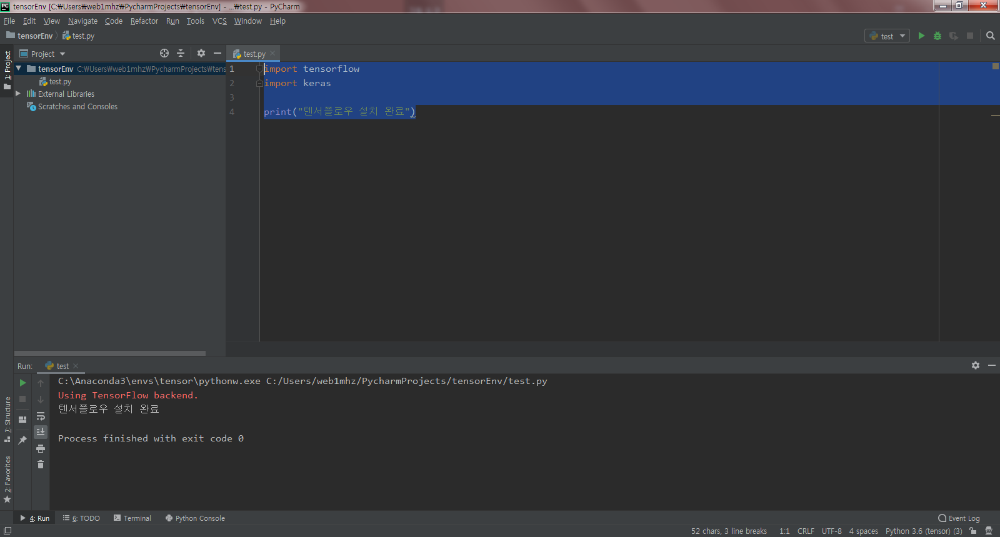 PC tensorEnv [C:₩Users₩web1mhz₩PycharmProjects₩tensorEnv] - ...₩test.py - PyCharm
File Edit View Navigate Code Refactor Run Tools VCS Window Help
tensorEnv test.py test
1: Project
Project
test.py
tensorEnv C:₩Users₩web1mhz₩PycharmProjects₩tens
test.py
External Libraries
Scratches and Consoles
1 import tensorflow
2 import keras
3
4 print("텐서플로우 설치 완료")
Run: test
C:\Anaconda3\envs\tensor\pythonw.exe C:/Users/web1mhz/PycharmProjects/tensorEnv/test.py
Using TensorFlow backend.
텐서플로우 설치 완료
Process finished with exit code 0
7: Structure
2: Favorites
4: Run 6: TODO Terminal Python Console Event Log
52 chars, 3 line breaks 1:1 CRLF UTF-8 4 spaces Python 3.6 (tensor) (3)